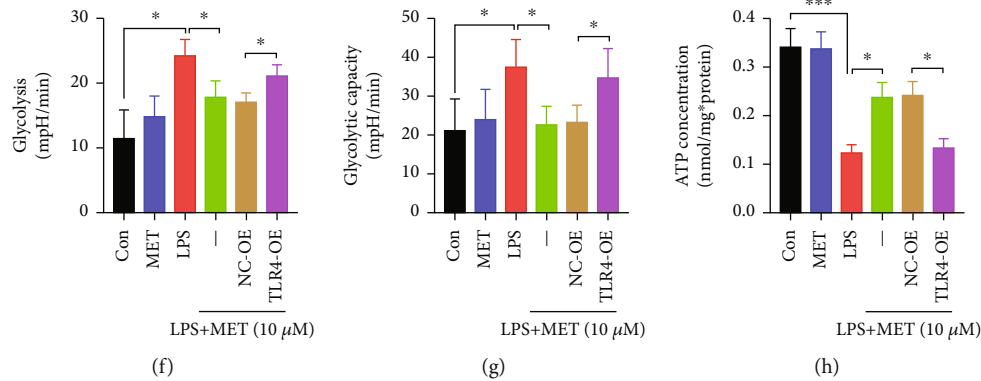 Glycolysis
(mpH/min)
30
20
10
0
*
*
*
Con
MET
LPS
—
NC-OE
TLR4-OE
LPS+MET (10 μM)
(f)
Glycolytic capacity
(mpH/min)
50
40
30
20
10
0
*
*
*
Con
MET
LPS
—
NC-OE
TLR4-OE
LPS+MET (10 μM)
(g)
ATP concentration
(nmol/mg*protein)
0.4
0.3
0.2
0.1
0.0
***
*
*
Con
MET
LPS
—
NC-OE
TLR4-OE
LPS+MET (10 μM)
(h)